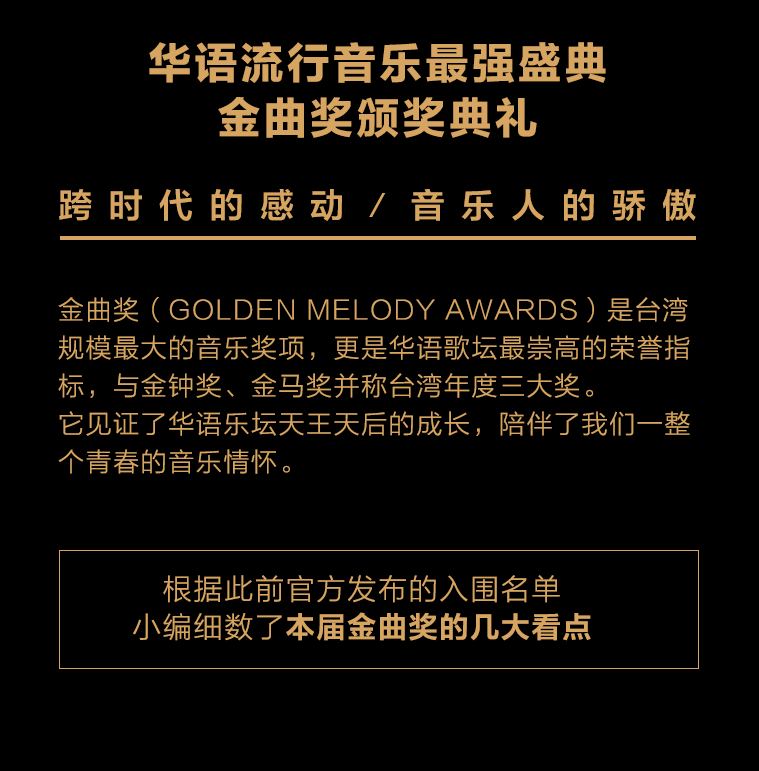 华语流行音乐最强盛典
金曲奖颁奖典礼
跨时代的感动 / 音乐人的骄傲
金曲奖（GOLDEN MELODY AWARDS）是台湾
规模最大的音乐奖项，更是华语歌坛最崇高的荣誉指
标，与金钟奖、金马奖并称台湾年度三大奖。
它见证了华语乐坛天王天后的成长，陪伴了我们一整
个青春的音乐情怀。
根据此前官方发布的入围名单
小编细数了本届金曲奖的几大看点